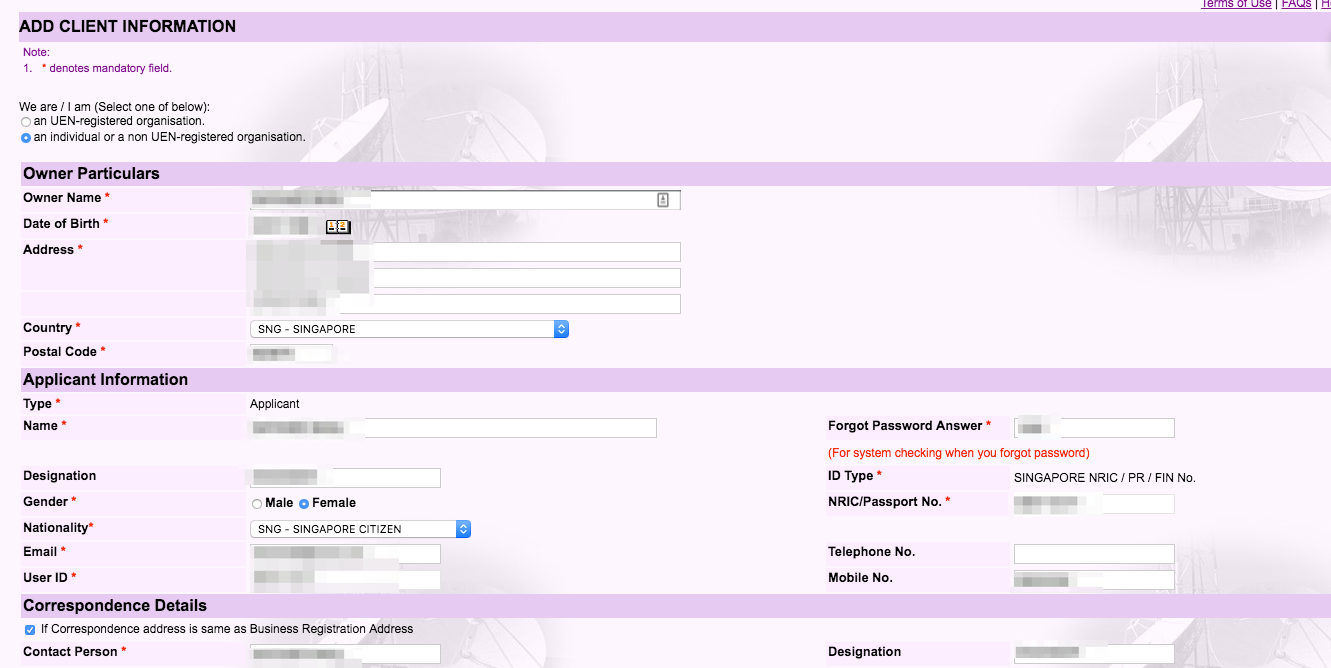 Terms of Use | FAQs |
ADD CLIENT INFORMATION
Note:
1. * denotes mandatory field.
We are / I am (Select one of below):
an UEN-registered organisation.
an individual or a non UEN-registered organisation.
Owner Particulars
Owner Name *
Date of Birth *
Address *
Country * SNG - SINGAPORE
Postal Code *
Applicant Information
Type * Applicant
Name * Forgot Password Answer *
(For system checking when you forgot password)
Designation ID Type * SINGAPORE NRIC / PR / FIN No.
Gender * Male Female NRIC/Passport No. *
Nationality* SNG - SINGAPORE CITIZEN
Email * Telephone No.
User ID * Mobile No.
Correspondence Details
If Correspondence address is same as Business Registration Address
Contact Person * Designation